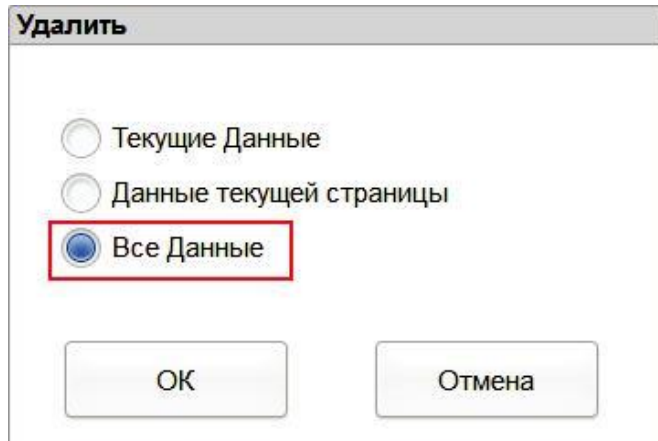 Удалить
Текущие Данные
Данные текущей страницы
Все Данные
ОК
Отмена